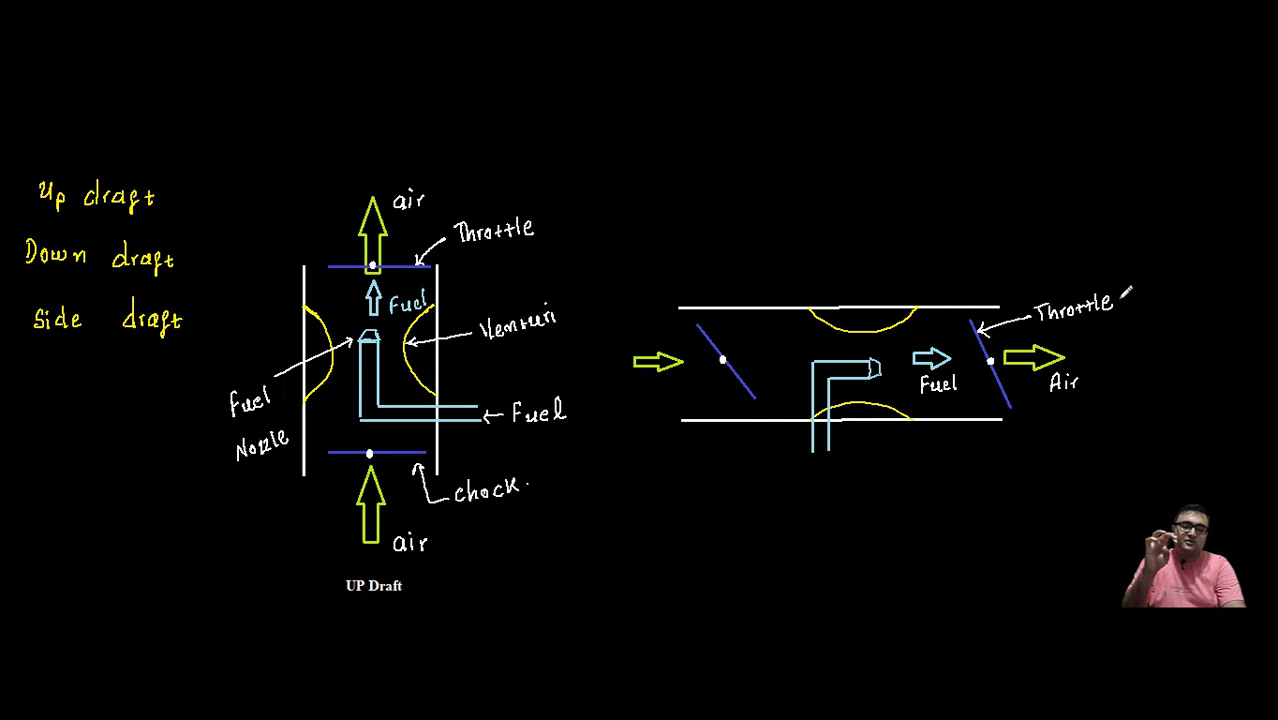 Up draft
Down draft
Side draft
air
Throttle
Fuel
Venturi
Fuel
Nozzle
Fuel
chock.
air
UP Draft
Throttle
Fuel
Air